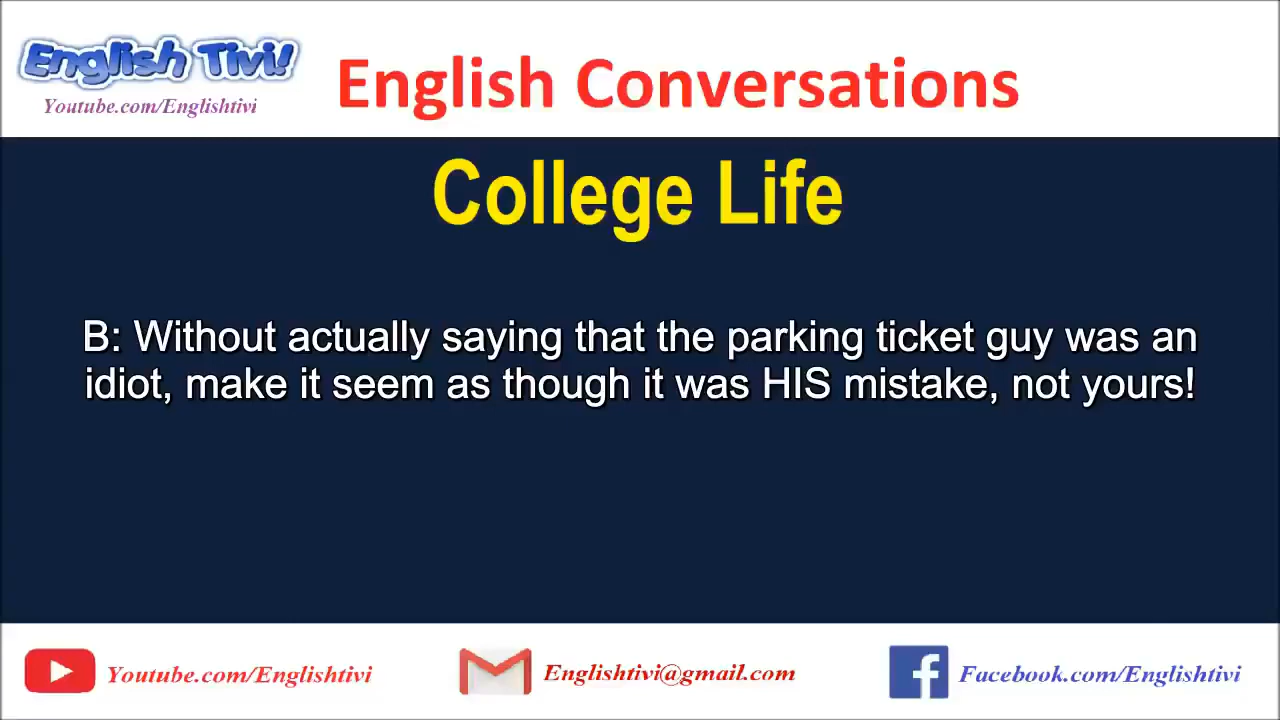 English Tivi!
Youtube.com/Englishtivi
English Conversations
College Life
B: Without actually saying that the parking ticket guy was an
idiot, make it seem as though it was HIS mistake, not yours!
Youtube.com/Englishtivi
Englishtivi@gmail.com
Facebook.com/Englishtivi